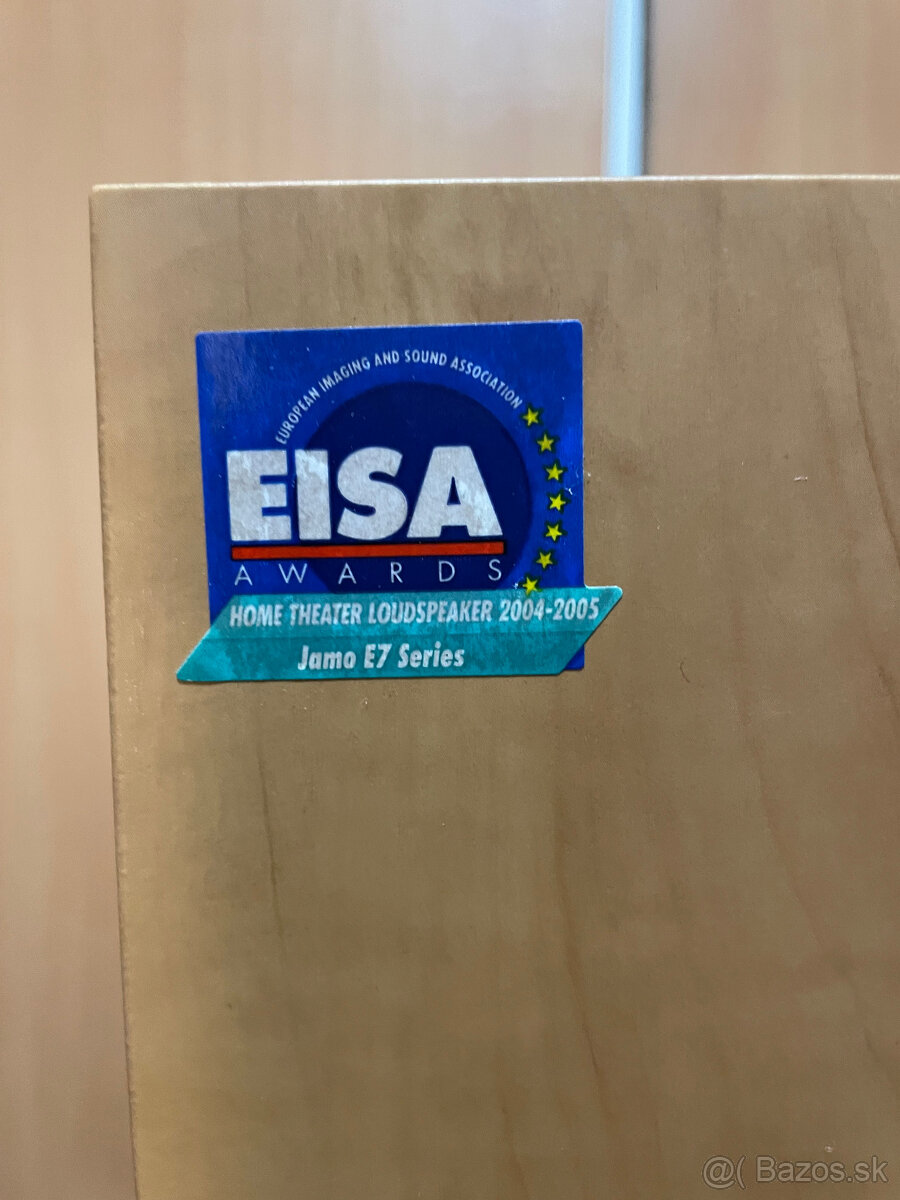 EUROPEAN IMAGING AND SOUND ASSOCIATION
EISA
AWARDS
HOME THEATER LOUDSPEAKER 2004-2005
Jamo E7 Series
@( Bazos.sk